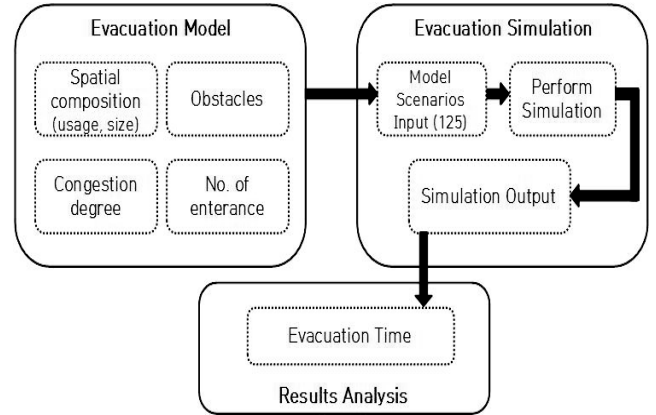 Evacuation Model
Spatial
composition
(usage, size)
Obstacles
Congestion
degree
No. of
enterance
Evacuation Simulation
Model
Scenarios
Input (125)
Perform
Simulation
Simulation Output
Evacuation Time
Results Analysis